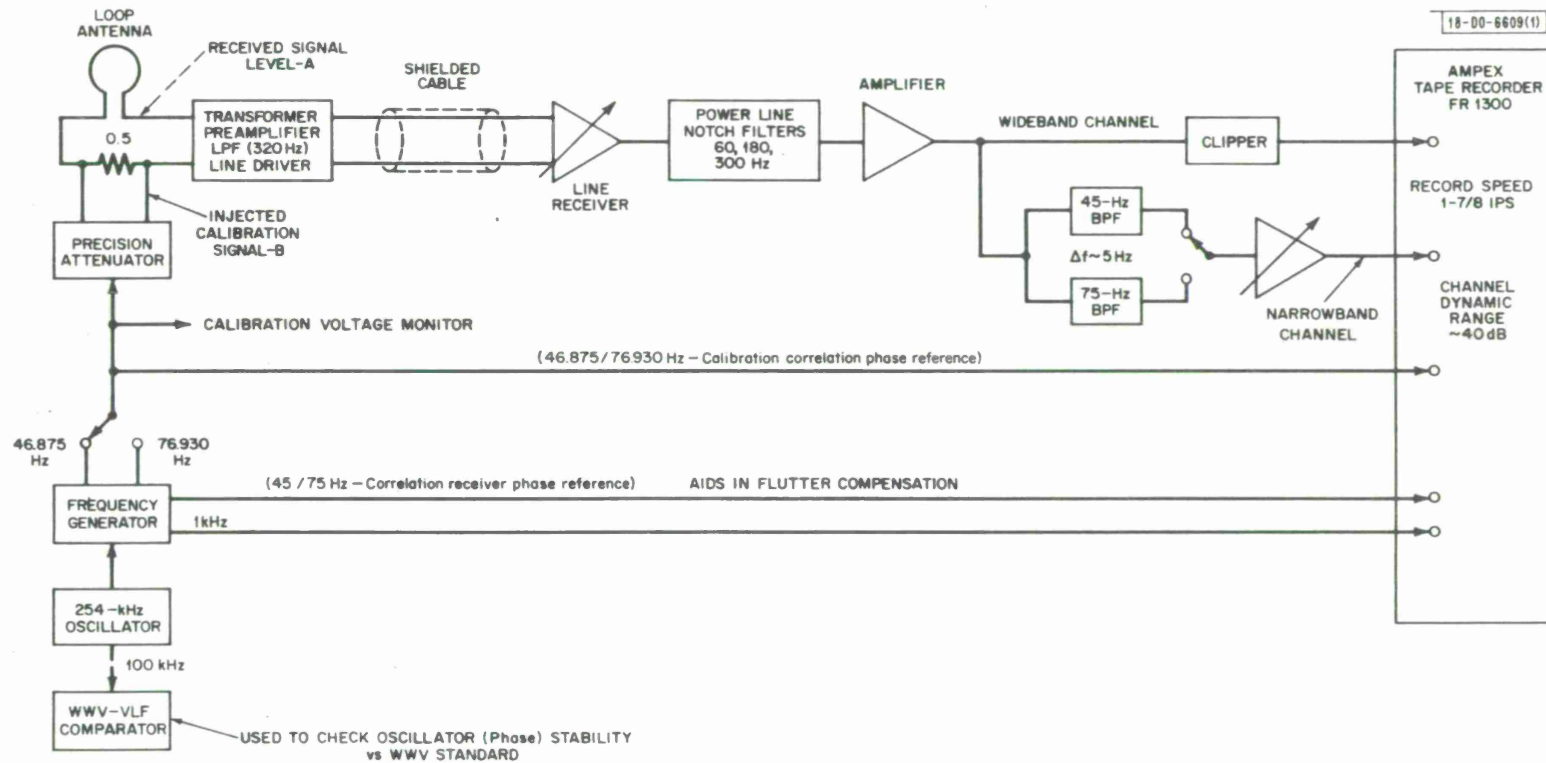 18-DO-6609(1)
LOOP
ANTENNA
RECEIVED SIGNAL
LEVEL-A
SHIELDED
CABLE
AMPLIFIER
AMPEX
TAPE RECORDER
FR 1300
0.5
TRANSFORMER
PREAMPLIFIER
LPF (320 Hz)
LINE DRIVER
LINE
RECEIVER
POWER LINE
NOTCH FILTERS
60, 180,
300 Hz
WIDEBAND CHANNEL
CLIPPER
RECORD SPEED
1-7/8 IPS
INJECTED
CALIBRATION
SIGNAL-B
PRECISION
ATTENUATOR
45-Hz
BPF
Δf~5 Hz
75-Hz
BPF
NARROWBAND
CHANNEL
CHANNEL
DYNAMIC
RANGE
~40 dB
CALIBRATION VOLTAGE MONITOR
(46.875/76.930 Hz – Calibration correlation phase reference)
46.875
Hz
76.930
Hz
FREQUENCY
GENERATOR
(45 /75 Hz – Correlation receiver phase reference) AIDS IN FLUTTER COMPENSATION
1kHz
254-kHz
OSCILLATOR
100 kHz
WWV-VLF
COMPARATOR
USED TO CHECK OSCILLATOR (Phase) STABILITY
vs WWV STANDARD